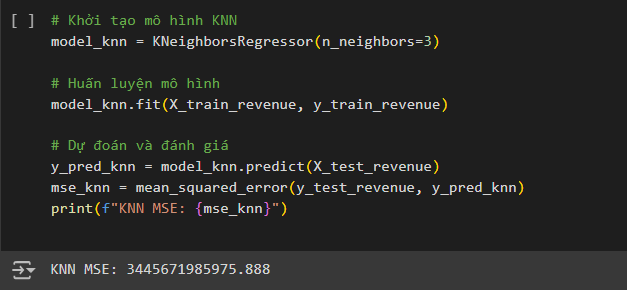 [ ] # Khởi tạo mô hình KNN
model_knn = KNeighborsRegressor(n_neighbors=3)
# Huấn luyện mô hình
model_knn.fit(X_train_revenue, y_train_revenue)
# Dự đoán và đánh giá
y_pred_knn = model_knn.predict(X_test_revenue)
mse_knn = mean_squared_error(y_test_revenue, y_pred_knn)
print(f"KNN MSE: {mse_knn}")
KNN MSE: 3445671985975.888